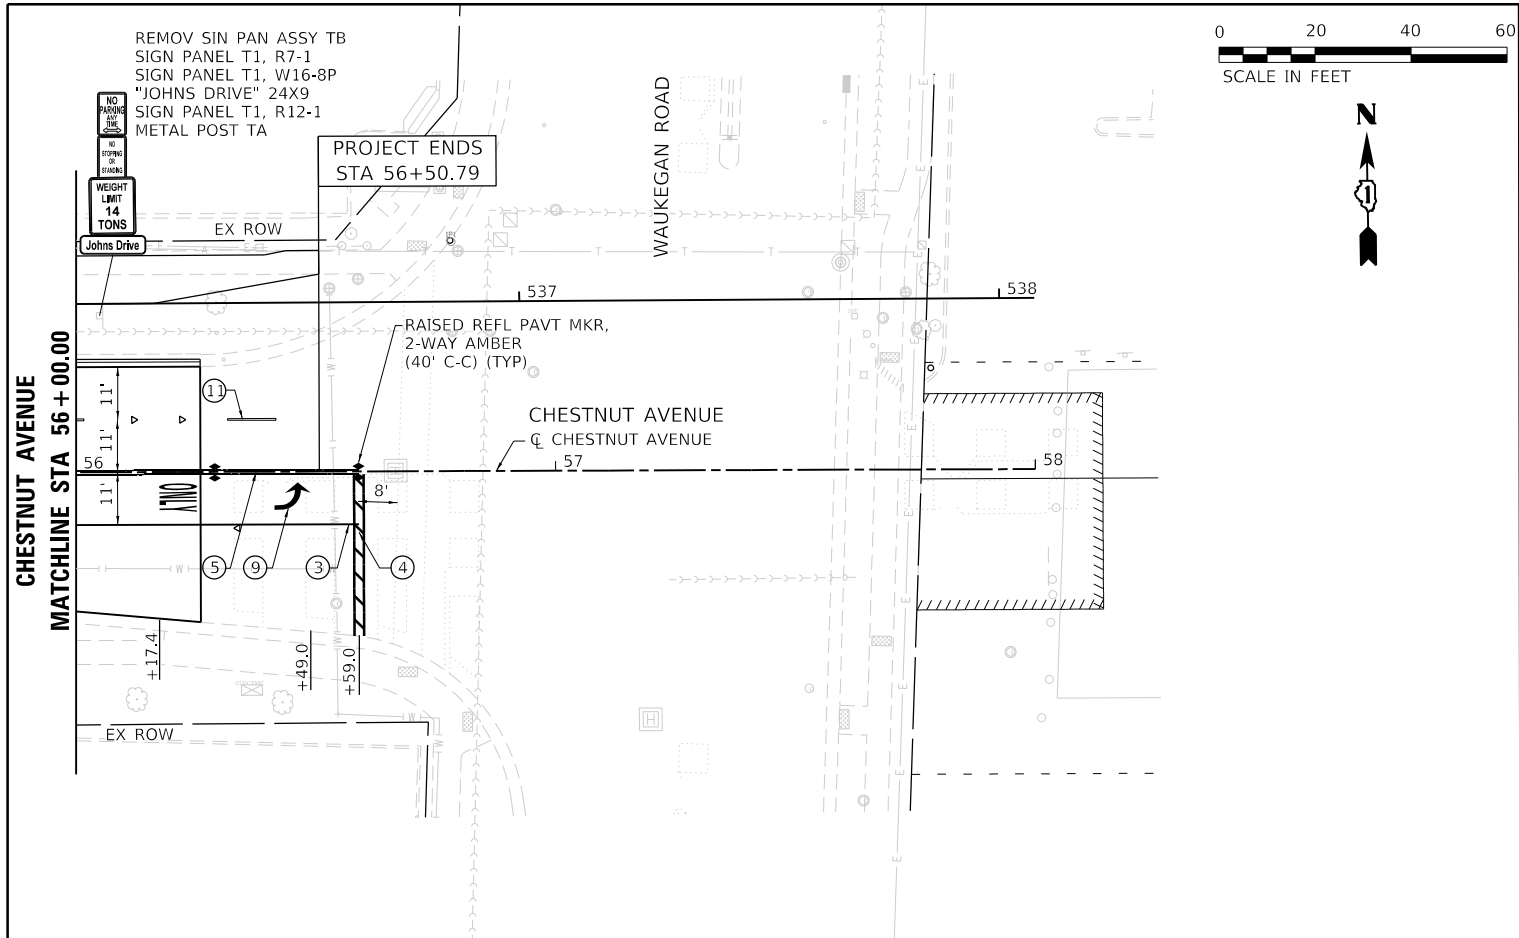 REMOV SIN PAN ASSY TB
SIGN PANEL T1, R7-1
SIGN PANEL T1, W16-8P
"JOHNS DRIVE" 24X9
SIGN PANEL T1, R12-1
METAL POST TA
NO
PARKING
ANY
TIME
NO
STOPPING
OR
STANDING
WEIGHT
LIMIT
14
TONS
Johns Drive
PROJECT ENDS
STA 56+50.79
EX ROW
WAUKEGAN ROAD
0 20 40 60
SCALE IN FEET
N
537
538
RAISED REFL PAVT MKR,
2-WAY AMBER
(40' C-C) (TYP)
CHESTNUT AVENUE
MATCHLINE STA 56+00.00
11'
11'
11'
11
CHESTNUT AVENUE
℄ CHESTNUT AVENUE
56
57
58
ONLY
8'
5
9
3
4
+17.4
+49.0
+59.0
EX ROW